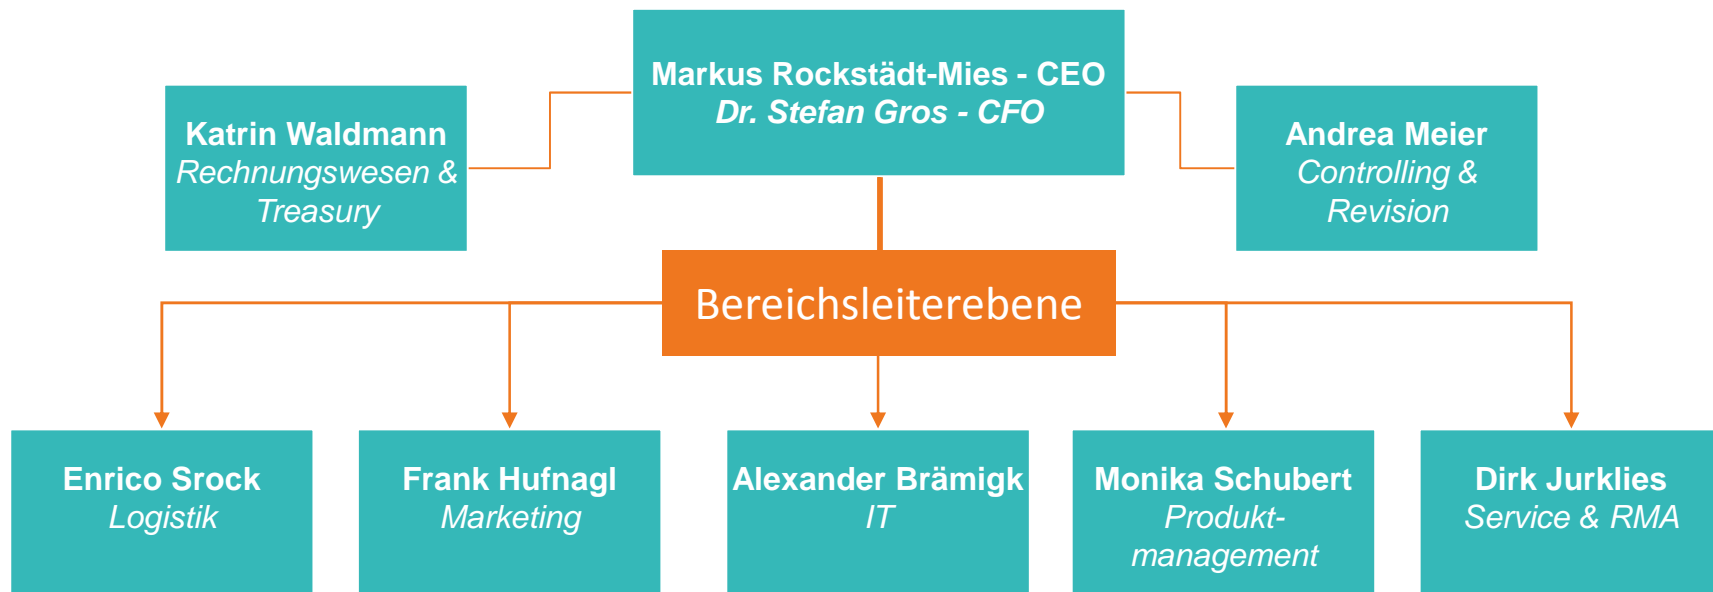 Markus Rockstädt-Mies - CEO
Dr. Stefan Gros - CFO
Katrin Waldmann
Rechnungswesen &
Treasury
Andrea Meier
Controlling &
Revision
Bereichsleiterebene
Enrico Srock
Logistik
Frank Hufnagl
Marketing
Alexander Brämigk
IT
Monika Schubert
Produkt-
management
Dirk Jurklies
Service & RMA